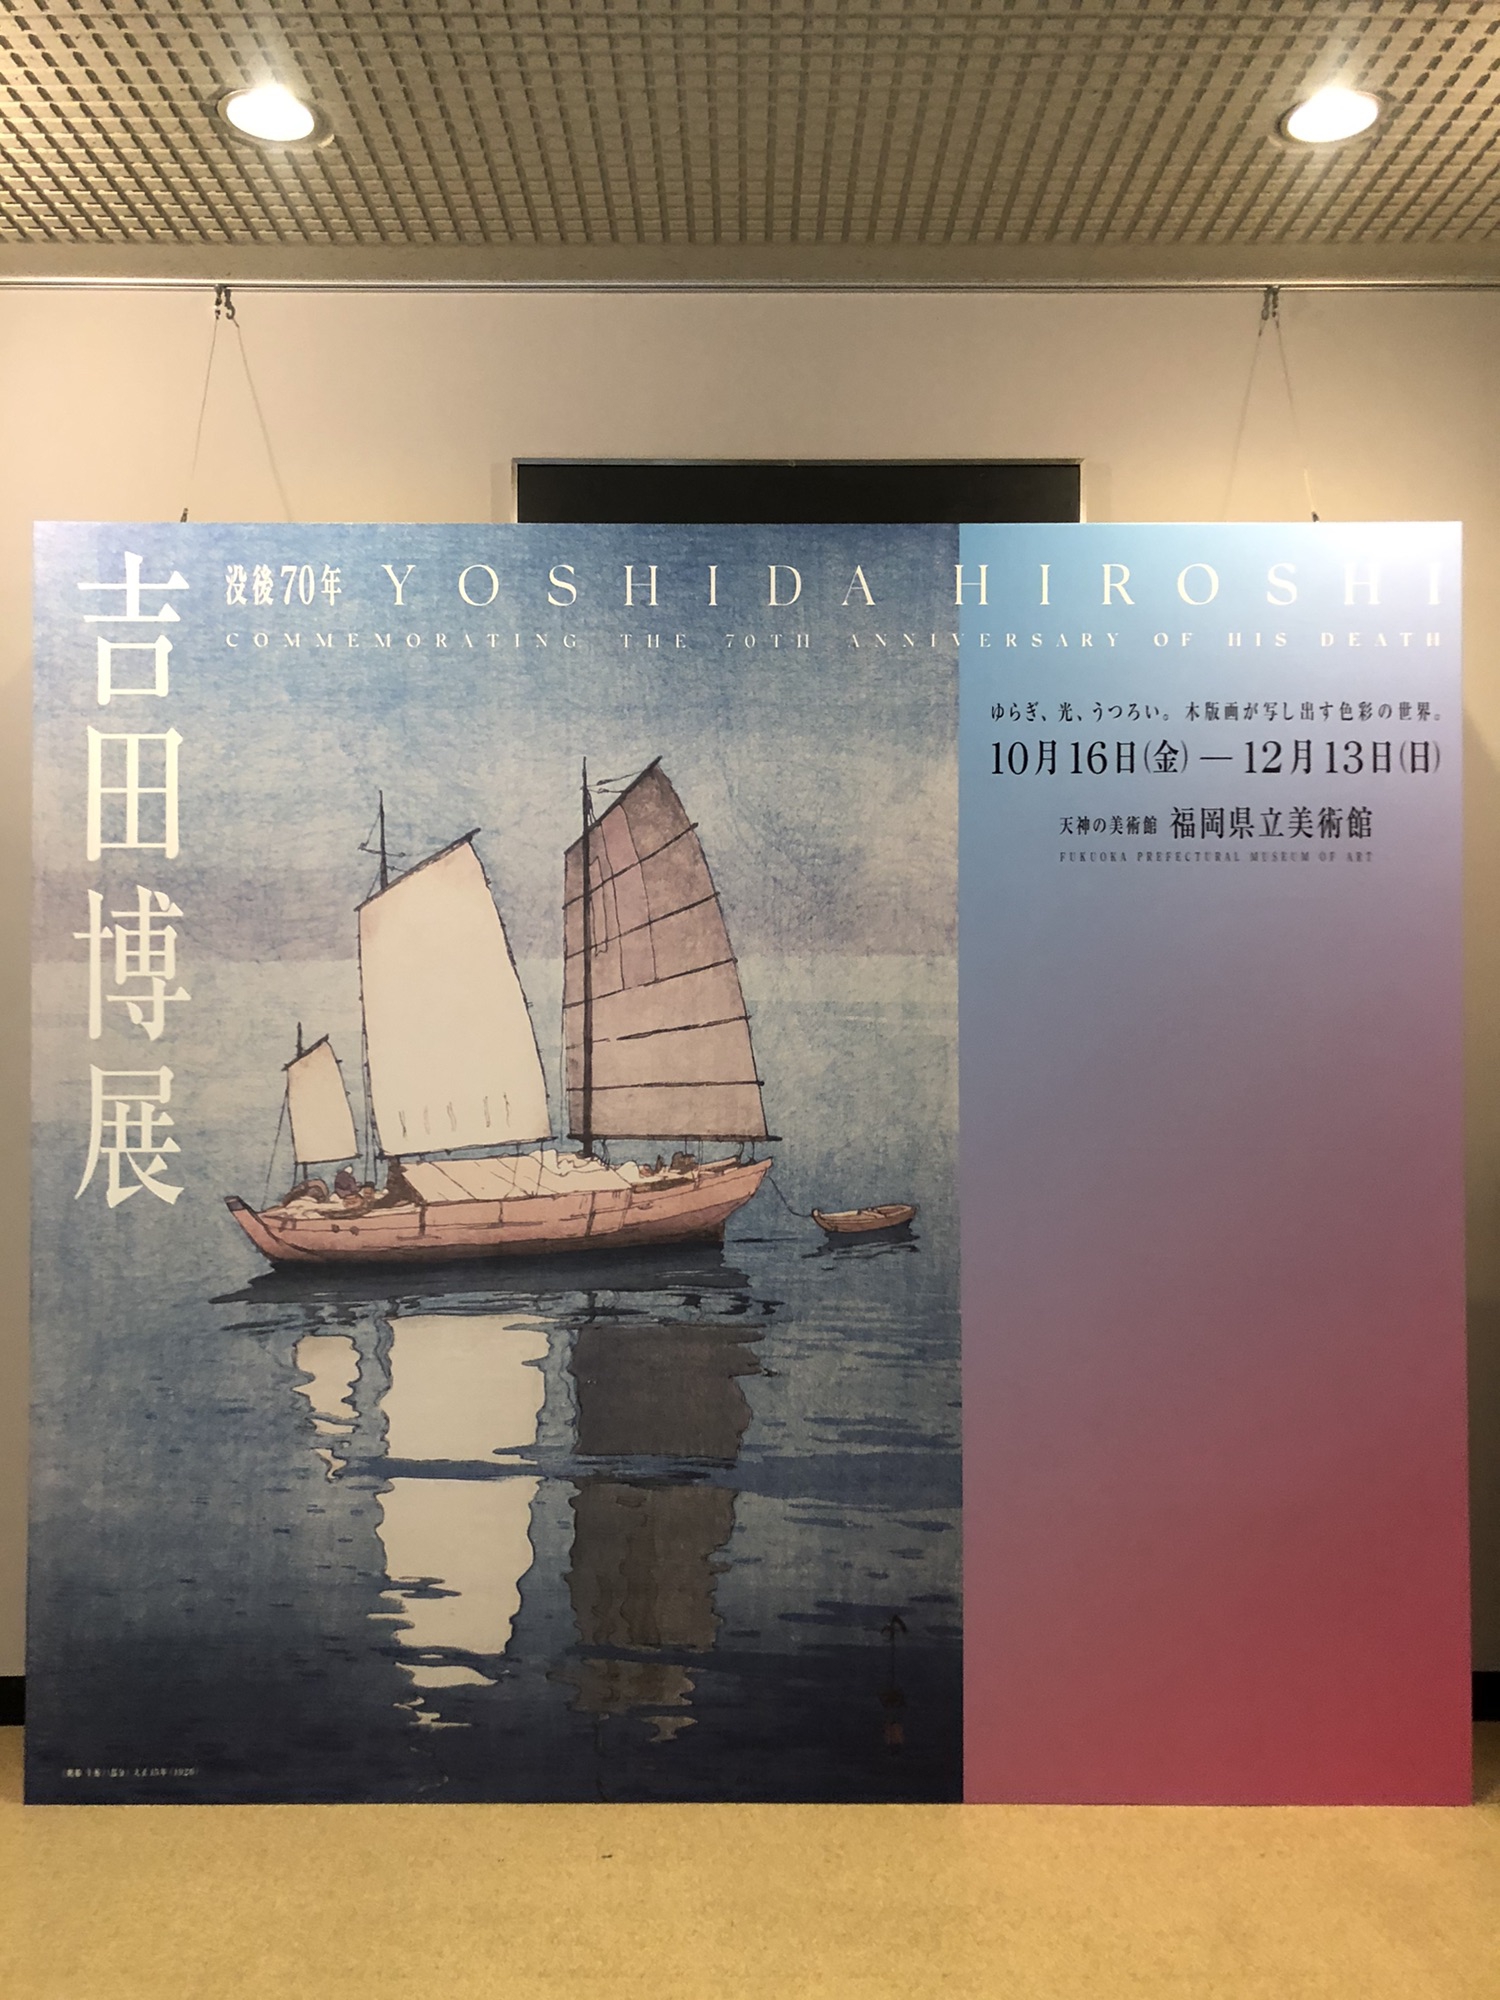 吉田博展
没後70年 YOSHIDA HIROSHI
COMMEMORATING THE 70TH ANNIVERSARY OF HIS DEATH
ゆらぎ、光、うつろい。木版画が写し出す色彩の世界。
10月16日(金)—12月13日(日)
天神の美術館 福岡県立美術館
FUKUOKA PREFECTURAL MUSEUM OF ART